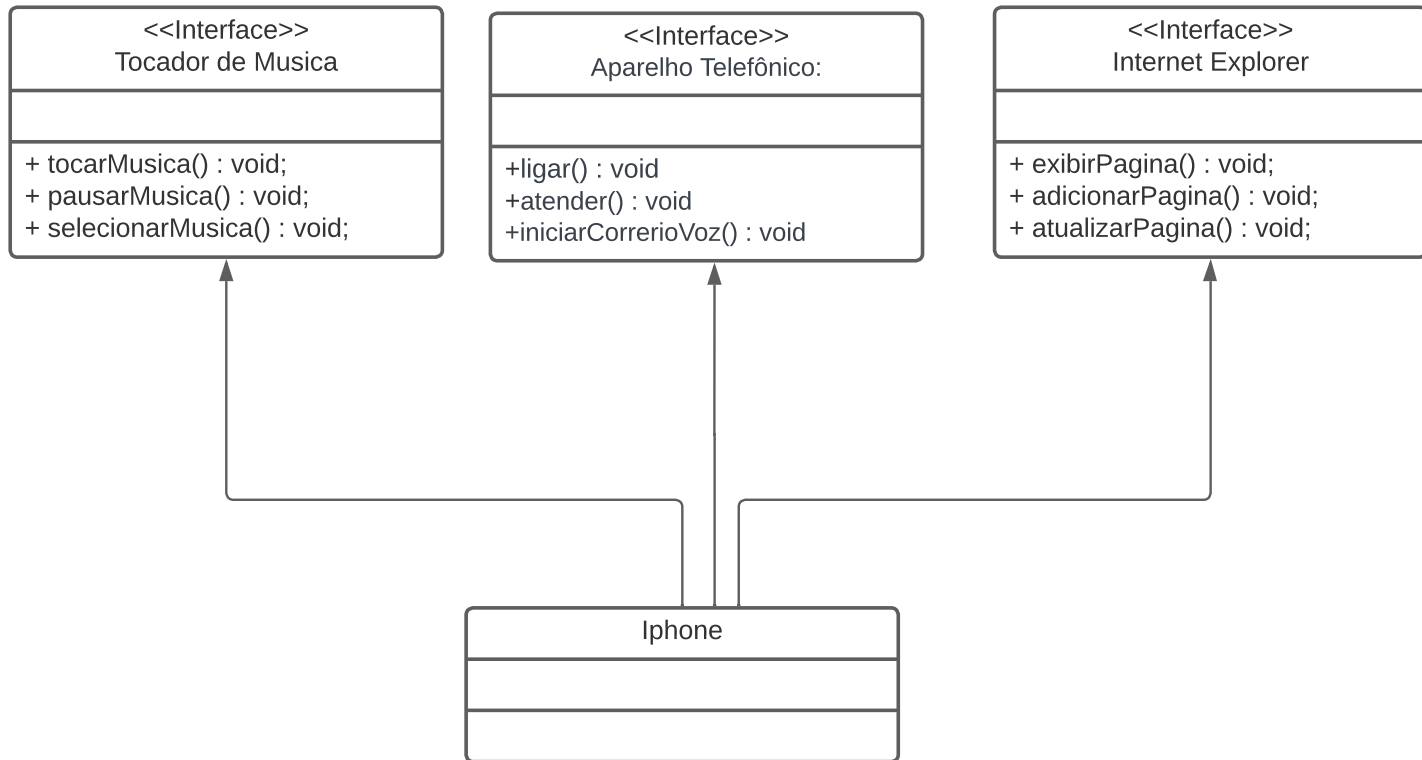 <<Interface>>
Tocador de Musica
+ tocarMusica() : void;
+ pausarMusica() : void;
+ selecionarMusica() : void;
<<Interface>>
Aparelho Telefônico:
+ligar() : void
+atender() : void
+iniciarCorrerioVoz() : void
<<Interface>>
Internet Explorer
+ exibirPagina() : void;
+ adicionarPagina() : void;
+ atualizarPagina() : void;
Iphone